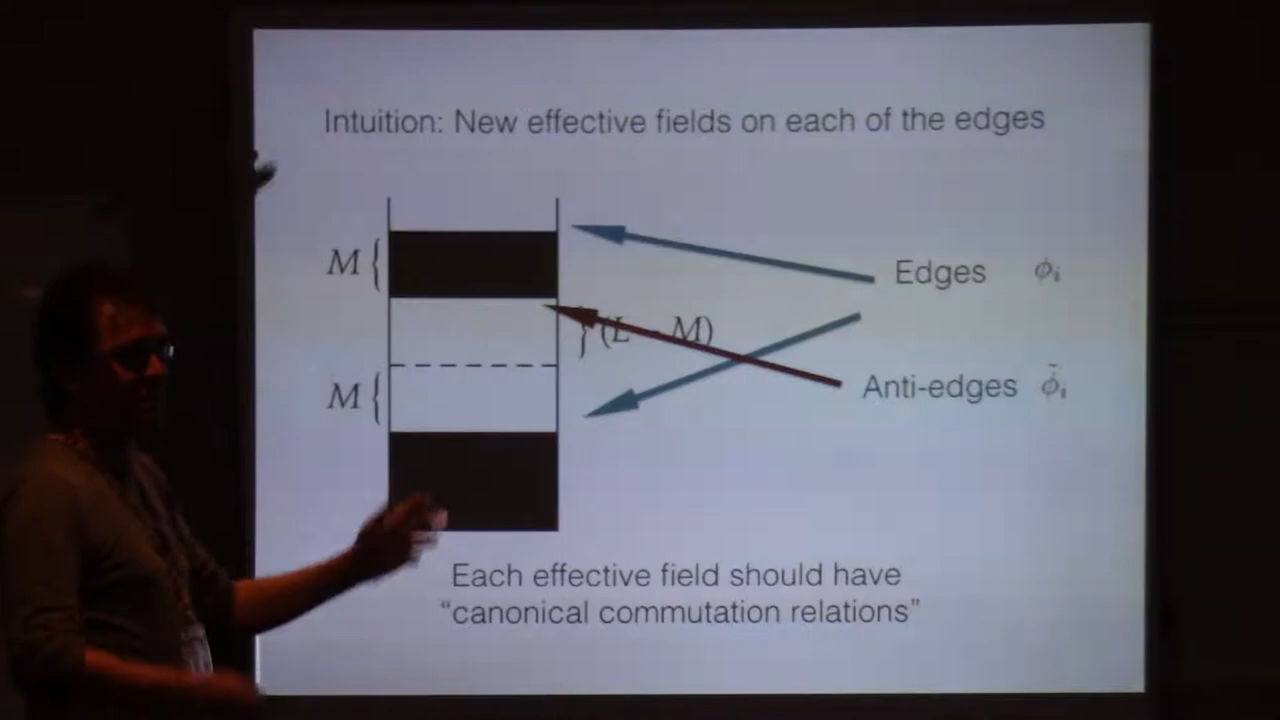 Intuition: New effective fields on each of the edges
M {
Edges ϕᵢ
} (L - M)
M {
Anti-edges ϕ̃ᵢ
Each effective field should have
“canonical commutation relations”